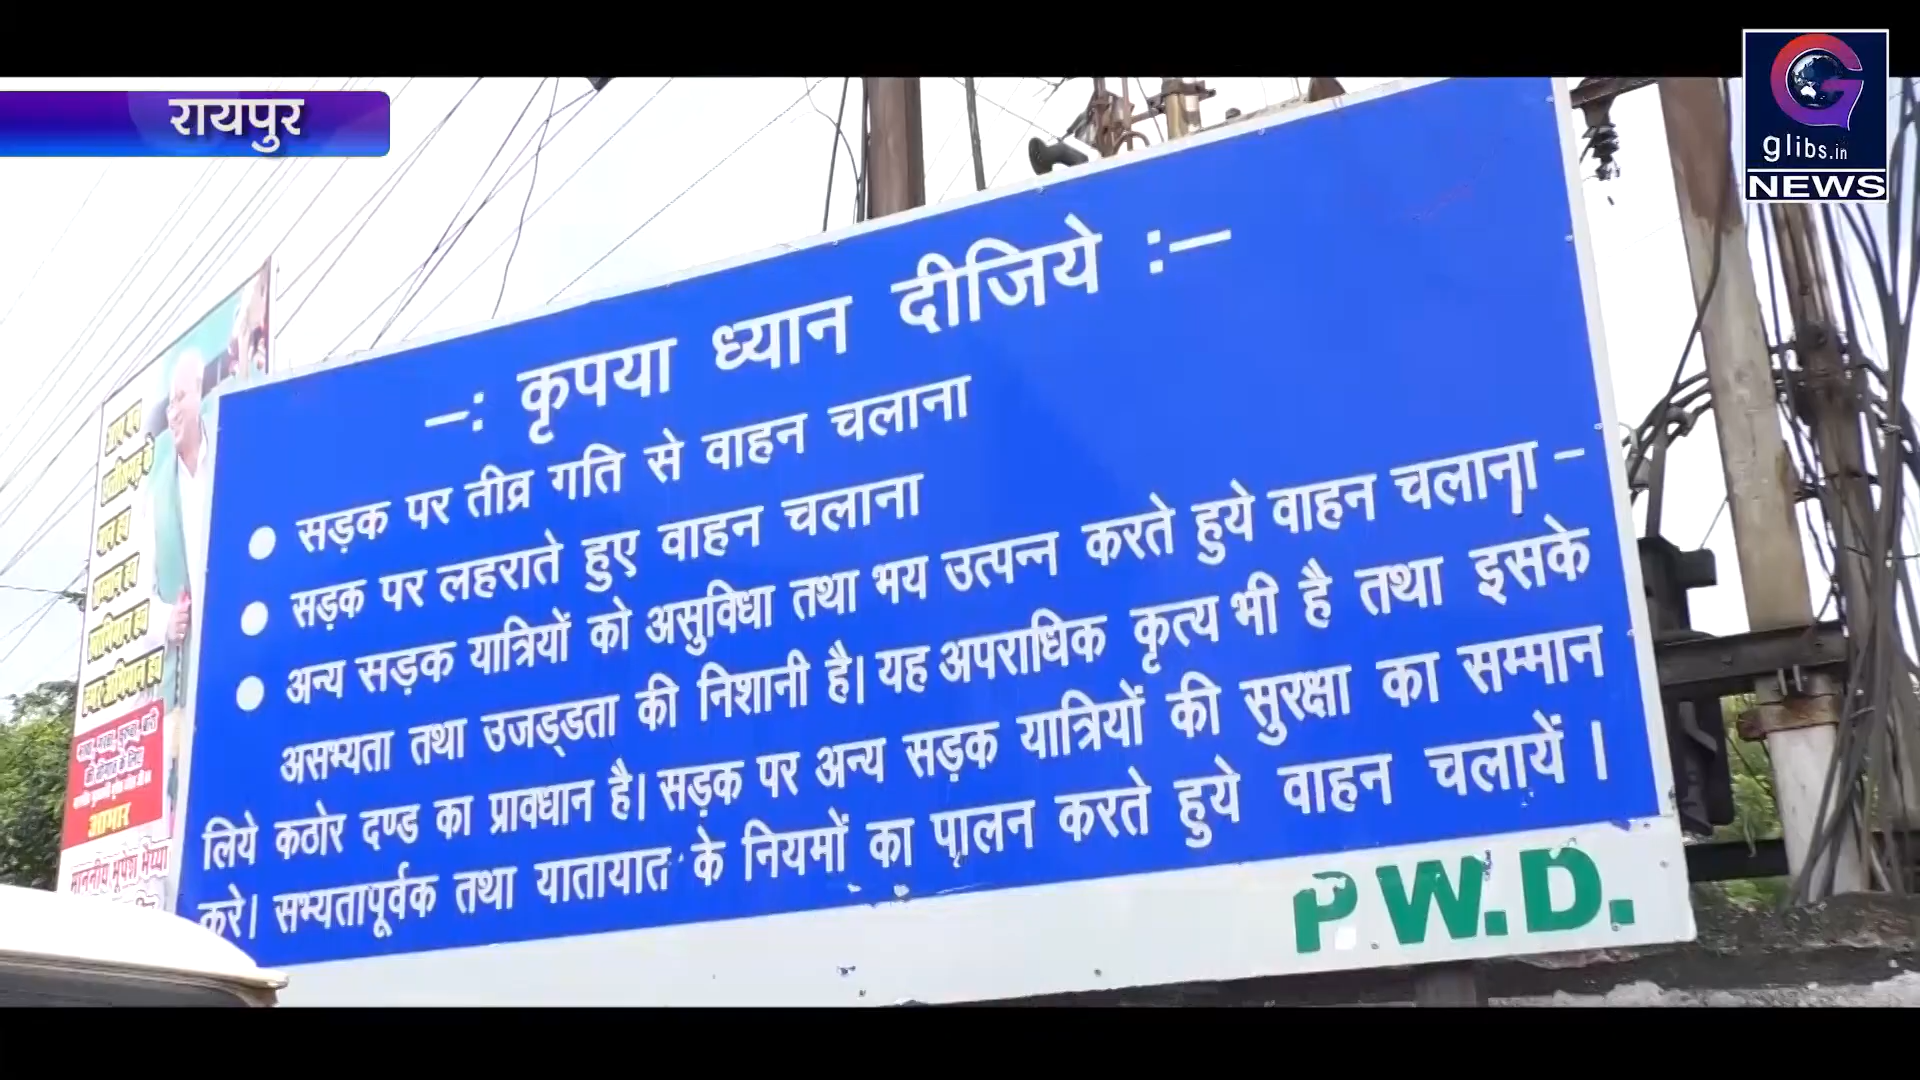 रायपुर
glibs.in
NEWS
–: कृपया ध्यान दीजिये :–
● सड़क पर तीव्र गति से वाहन चलाना
● सड़क पर लहराते हुए वाहन चलाना
● अन्य सड़क यात्रियों को असुविधा तथा भय उत्पन्न करते हुये वाहन चलाना –
असभ्यता तथा उजड्डता की निशानी है। यह अपराधिक कृत्य भी है तथा इसके
लिये कठोर दण्ड का प्रावधान है। सड़क पर अन्य सड़क यात्रियों की सुरक्षा का सम्मान
करे। सभ्यतापूर्वक तथा यातायात के नियमों का पालन करते हुये वाहन चलायें ।
P.W.D.
आभार
माननीय भूपेश